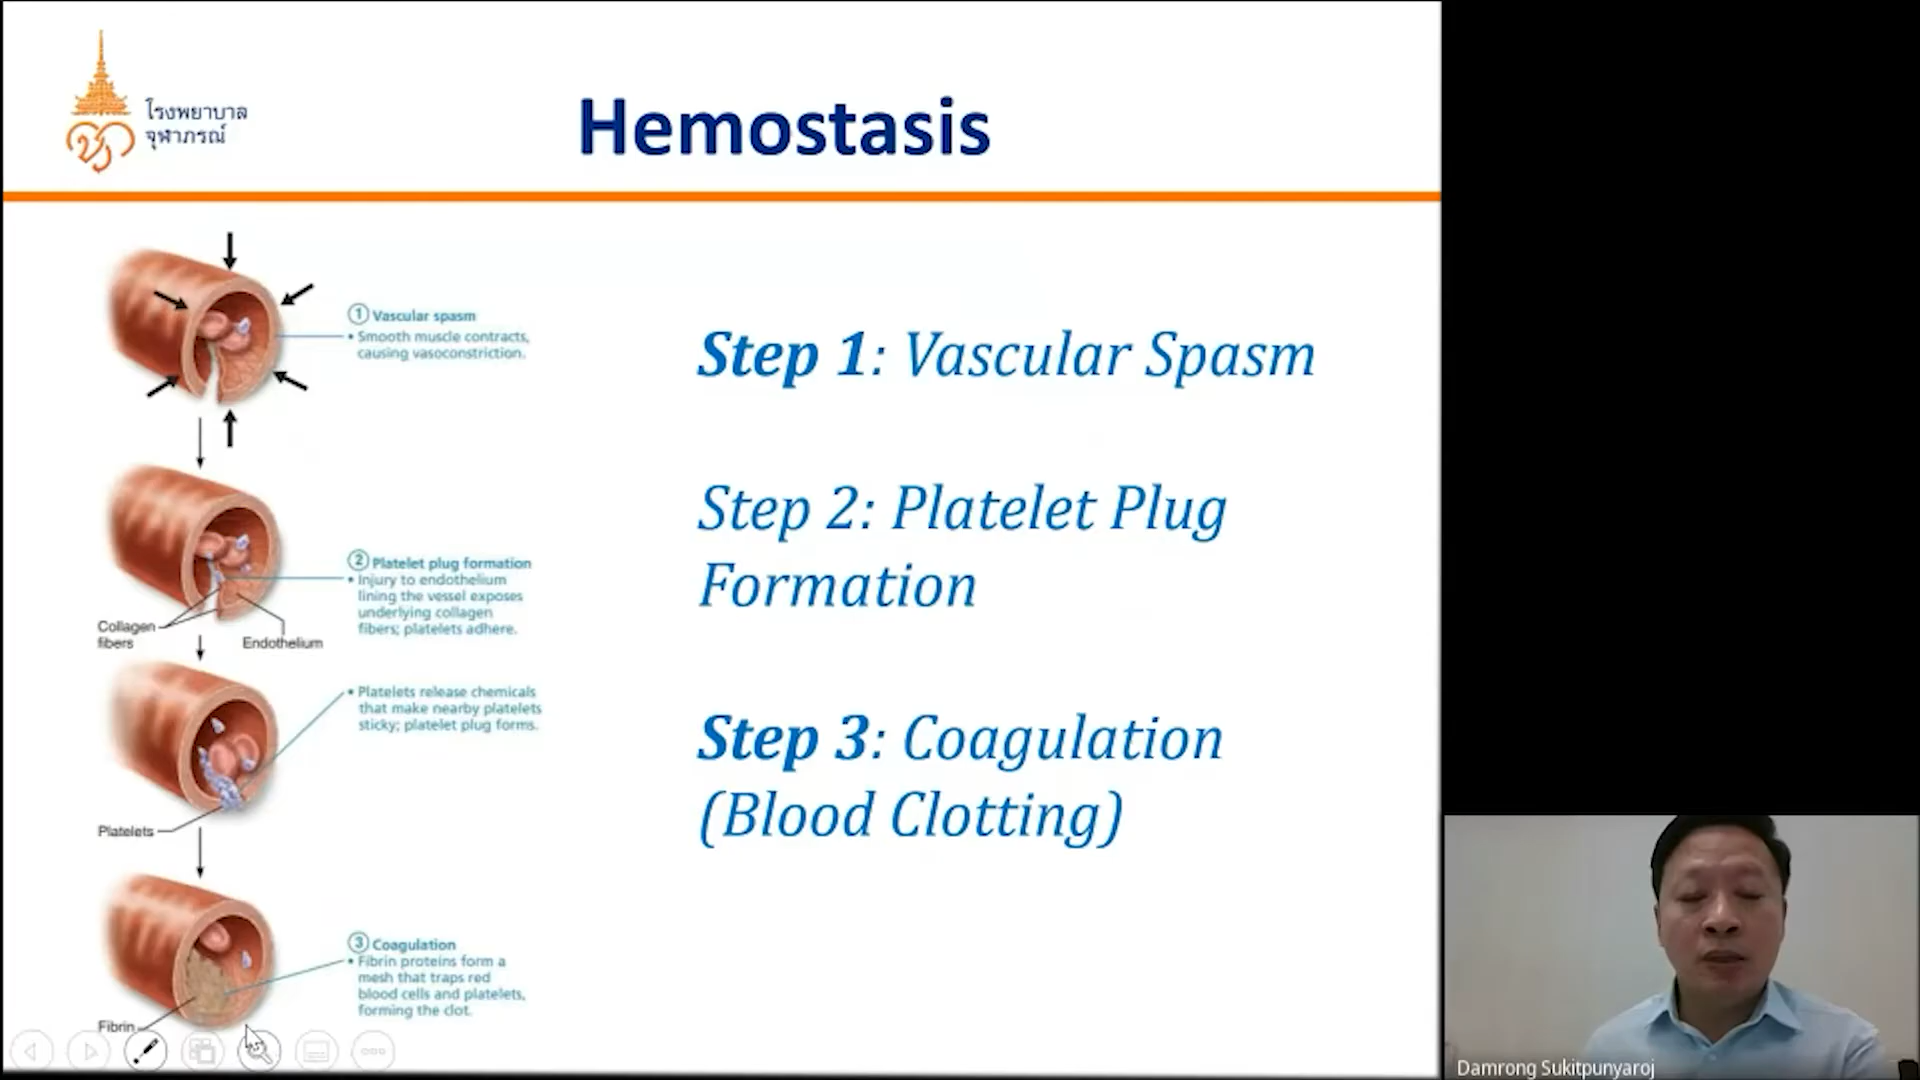 โรงพยาบาล
จุฬาภรณ์
Hemostasis
① Vascular spasm
• Smooth muscle contracts,
causing vasoconstriction.
② Platelet plug formation
• Injury to endothelium
lining the vessel exposes
underlying collagen
fibers; platelets adhere.
Collagen
fibers
Endothelium
• Platelets release chemicals
that make nearby platelets
sticky; platelet plug forms.
Platelets
③ Coagulation
• Fibrin proteins form a
mesh that traps red
blood cells and platelets,
forming the clot.
Fibrin
Step 1: Vascular Spasm
Step 2: Platelet Plug
Formation
Step 3: Coagulation
(Blood Clotting)
Damrong Sukitpunyaroj